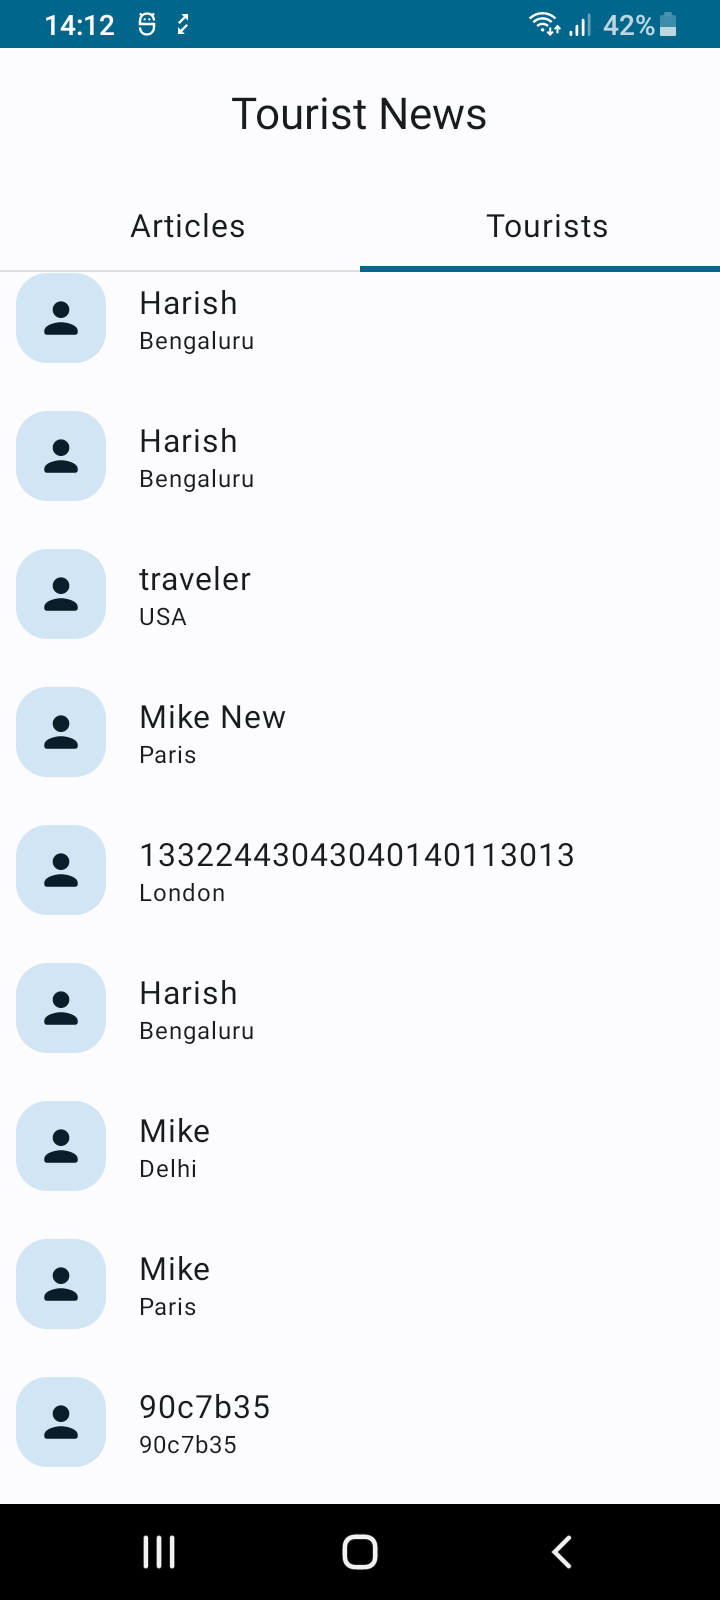 14:12
42%
Tourist News
Articles
Tourists
Harish
Bengaluru
Harish
Bengaluru
traveler
USA
Mike New
Paris
13322443043040140113013
London
Harish
Bengaluru
Mike
Delhi
Mike
Paris
90c7b35
90c7b35